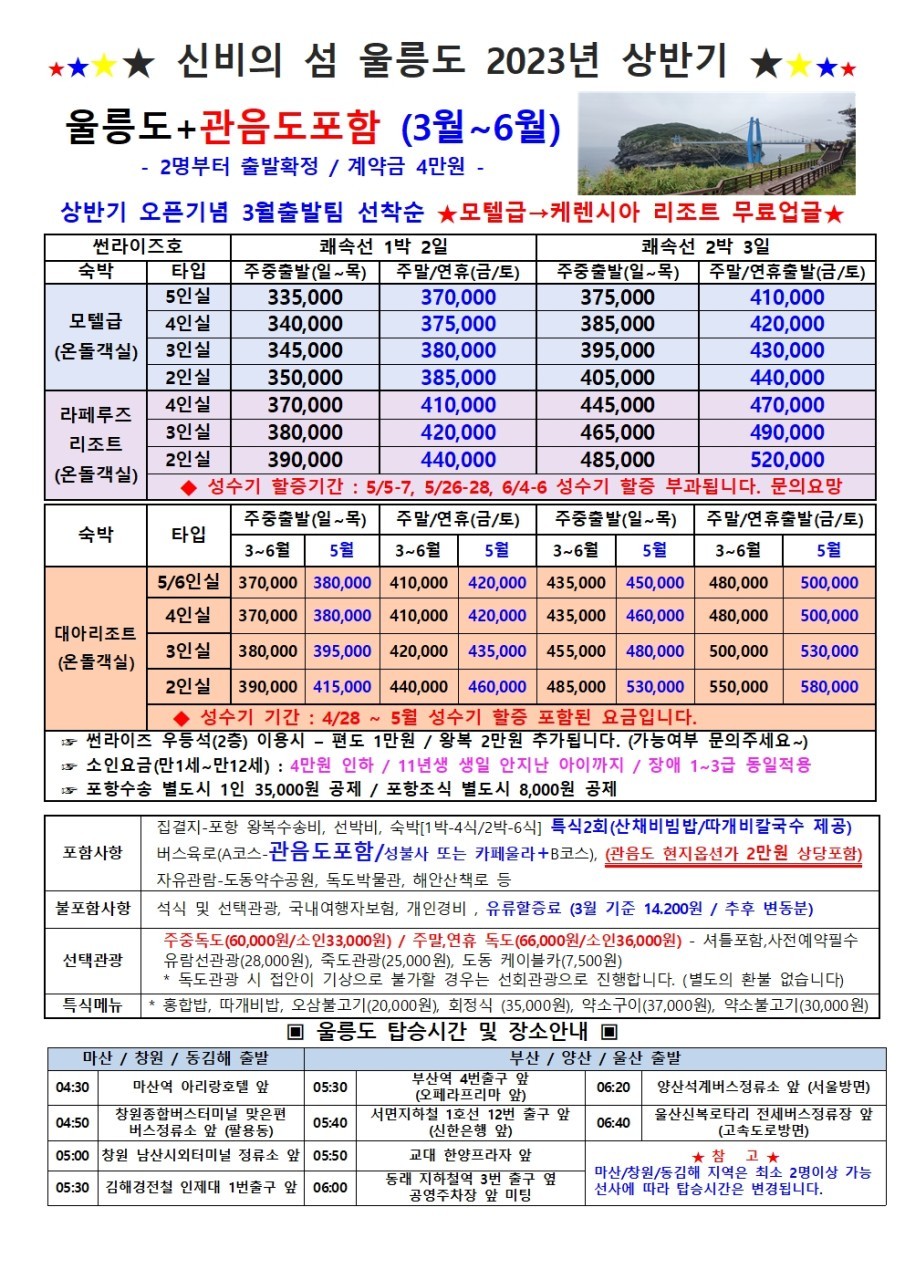 ★★★★ 신비의 섬 울릉도 2023년 상반기 ★★★★
울릉도+관음도포함 (3월~6월)
- 2명부터 출발확정 / 계약금 4만원 -
상반기 오픈기념 3월출발팀 선착순 ★모텔급→케렌시아 리조트 무료업글★
썬라이즈호 쾌속선 1박 2일 쾌속선 2박 3일
숙박 타입 주중출발(일~목) 주말/연휴(금/토) 주중출발(일~목) 주말/연휴출발(금/토)
모텔급
(온돌객실)
5인실 335,000 370,000 375,000 410,000
4인실 340,000 375,000 385,000 420,000
3인실 345,000 380,000 395,000 430,000
2인실 350,000 385,000 405,000 440,000
라페루즈
리조트
(온돌객실)
4인실 370,000 410,000 445,000 470,000
3인실 380,000 420,000 465,000 490,000
2인실 390,000 440,000 485,000 520,000
◆ 성수기 할증기간 : 5/5-7, 5/26-28, 6/4-6 성수기 할증 부과됩니다. 문의요망
숙박 타입 주중출발(일~목) 주말/연휴(금/토) 주중출발(일~목) 주말/연휴출발(금/토)
3~6월 5월 3~6월 5월 3~6월 5월 3~6월 5월
대아리조트
(온돌객실)
5/6인실 370,000 380,000 410,000 420,000 435,000 450,000 480,000 500,000
4인실 370,000 380,000 410,000 420,000 435,000 460,000 480,000 500,000
3인실 380,000 395,000 420,000 435,000 455,000 480,000 500,000 530,000
2인실 390,000 415,000 440,000 460,000 485,000 530,000 550,000 580,000
◆ 성수기 기간 : 4/28 ~ 5월 성수기 할증 포함된 요금입니다.
☞ 썬라이즈 우등석(2층) 이용시 – 편도 1만원 / 왕복 2만원 추가됩니다. (가능여부 문의주세요~)
☞ 소인요금(만1세~만12세) : 4만원 인하 / 11년생 생일 안지난 아이까지 / 장애 1~3급 동일적용
☞ 포항수송 별도시 1인 35,000원 공제 / 포항조식 별도시 8,000원 공제
포함사항
집결지-포항 왕복수송비, 선박비, 숙박[1박-4식/2박-6식] 특식2회(산채비빔밥/따개비칼국수 제공)
버스육로(A코스-관음도포함/성불사 또는 카페울라+B코스), (관음도 현지옵션가 2만원 상당포함)
자유관람-도동약수공원, 독도박물관, 해안산책로 등
불포함사항 석식 및 선택관광, 국내여행자보험, 개인경비 , 유류할증료 (3월 기준 14.200원 / 추후 변동분)
선택관광
주중독도(60,000원/소인33,000원) / 주말,연휴 독도(66,000원/소인36,000원) - 셔틀포함,사전예약필수
유람선관광(28,000원), 죽도관광(25,000원), 도동 케이블카(7,500원)
* 독도관광 시 접안이 기상으로 불가할 경우는 선회관광으로 진행합니다. (별도의 환불 없습니다)
특식메뉴 * 홍합밥, 따개비밥, 오삼불고기(20,000원), 회정식 (35,000원), 약소구이(37,000원), 약소불고기(30,000원)
▣ 울릉도 탑승시간 및 장소안내 ▣
마산 / 창원 / 동김해 출발 부산 / 양산 / 울산 출발
04:30 마산역 아리랑호텔 앞
05:30 부산역 4번출구 앞
(오페라프리마 앞)
06:20 양산석계버스정류소 앞 (서울방면)
04:50 창원종합버스터미널 맞은편
버스정류소 앞 (팔용동)
05:40 서면지하철 1호선 12번 출구 앞
(신한은행 앞)
06:40 울산신복로타리 전세버스정류장 앞
(고속도로방면)
05:00 창원 남산시외터미널 정류소 앞
05:50 교대 한양프라자 앞
05:30 김해경전철 인제대 1번출구 앞
06:00 동래 지하철역 3번 출구 옆
공영주차장 앞 미팅
★ 참 고 ★
마산/창원/동김해 지역은 최소 2명이상 가능
선사에 따라 탑승시간은 변경됩니다.